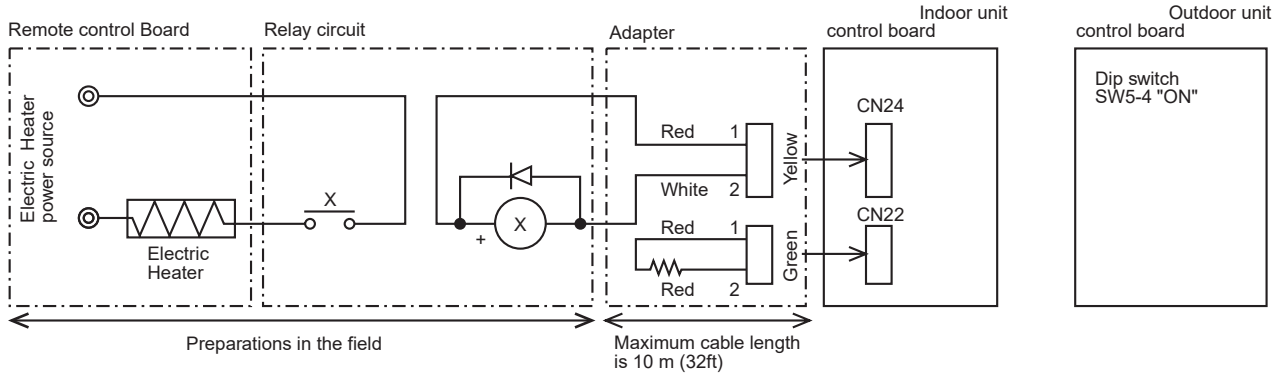 Remote control Board
Relay circuit
Adapter
Indoor unit
control board
Outdoor unit
control board
Electric Heater
power source
Electric
Heater
X
X
+
Red 1
White 2
Yellow
Red 1
Red 2
Green
CN24
CN22
Dip switch
SW5-4 "ON"
Preparations in the field
Maximum cable length
is 10 m (32ft)